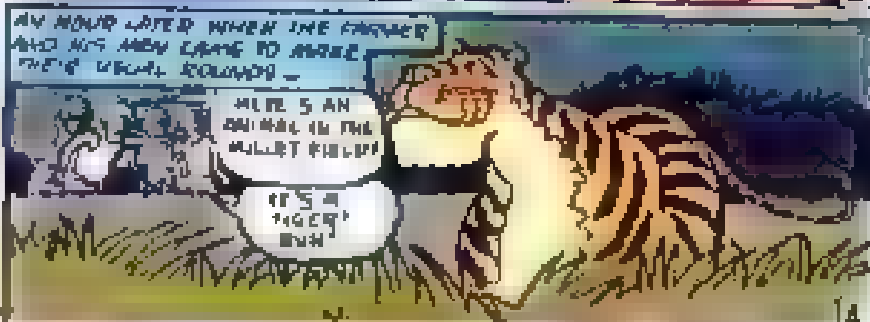 AN HOUR LATER WHEN THE FARMER
AND HIS MEN CAME TO MAKE
THEIR USUAL ROUNDS —
THERE'S AN
ANIMAL IN THE
MILLET FIELD!
IT'S A
TIGER!
RUN!
14